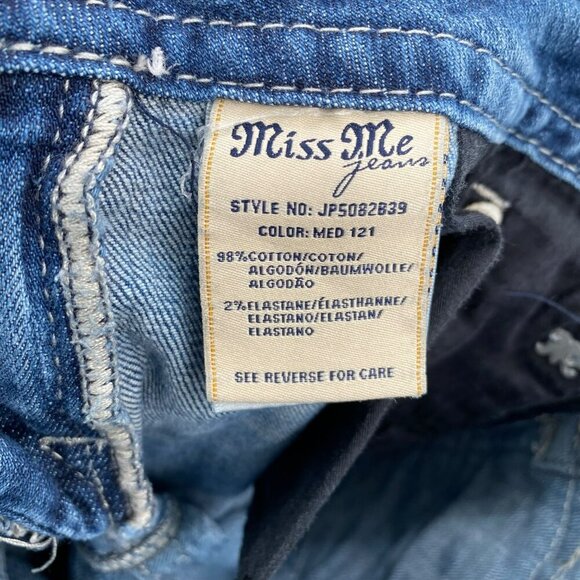 Miss Me
jeans
STYLE NO: JP5082B39
COLOR: MED 121
98%COTTON/COTON/
ALGODÓN/BAUMWOLLE/
ALGODÃO
2%ELASTANE/ÉLASTHANNE/
ELASTANO/ELASTAN/
ELASTANO
SEE REVERSE FOR CARE